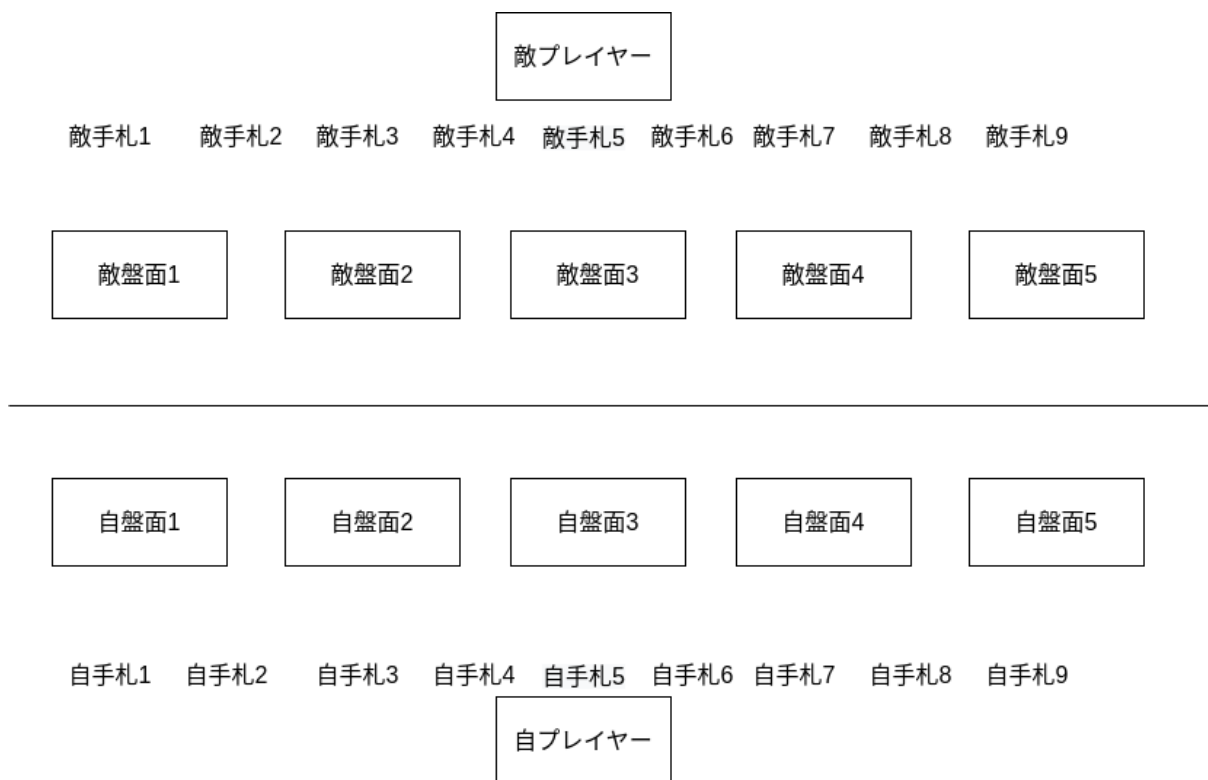 敵プレイヤー
敵手札1 敵手札2 敵手札3 敵手札4 敵手札5 敵手札6 敵手札7 敵手札8 敵手札9
敵盤面1 敵盤面2 敵盤面3 敵盤面4 敵盤面5
自盤面1 自盤面2 自盤面3 自盤面4 自盤面5
自手札1 自手札2 自手札3 自手札4 自手札5 自手札6 自手札7 自手札8 自手札9
自プレイヤー